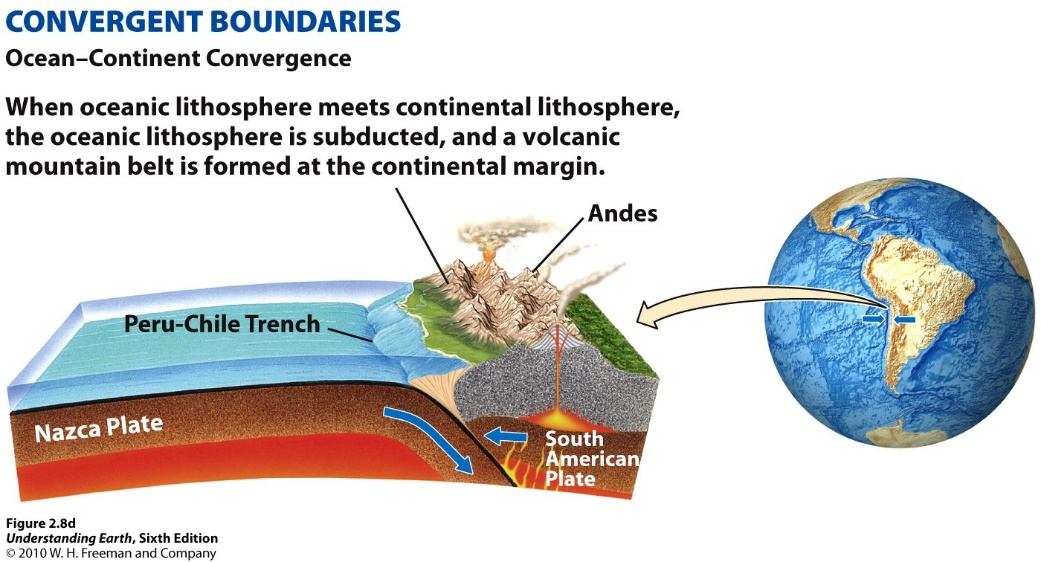 CONVERGENT BOUNDARIES
Ocean–Continent Convergence
When oceanic lithosphere meets continental lithosphere,
the oceanic lithosphere is subducted, and a volcanic
mountain belt is formed at the continental margin.
Andes
Peru-Chile Trench
Nazca Plate
South
American
Plate
Figure 2.8d
Understanding Earth, Sixth Edition
© 2010 W. H. Freeman and Company